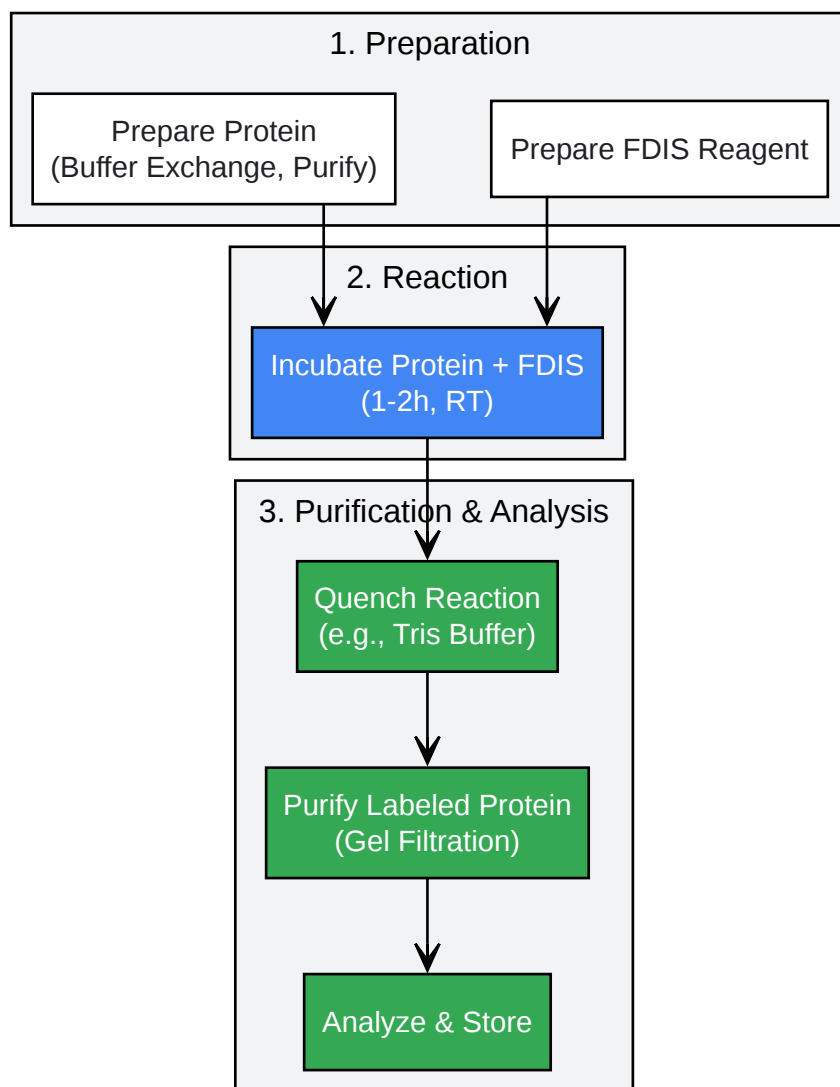 1. Preparation
Prepare Protein
(Buffer Exchange, Purify)
Prepare FDIS Reagent
2. Reaction
Incubate Protein + FDIS
(1-2h, RT)
3. Purification & Analysis
Quench Reaction
(e.g., Tris Buffer)
Purify Labeled Protein
(Gel Filtration)
Analyze & Store